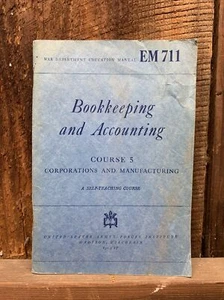 WAR DEPARTMENT EDUCATION MANUAL EM 711
Bookkeeping
and Accounting
COURSE 5
CORPORATIONS AND MANUFACTURING
A SELF-TEACHING COURSE
UNITED STATES ARMED FORCES INSTITUTE
MADISON, WISCONSIN